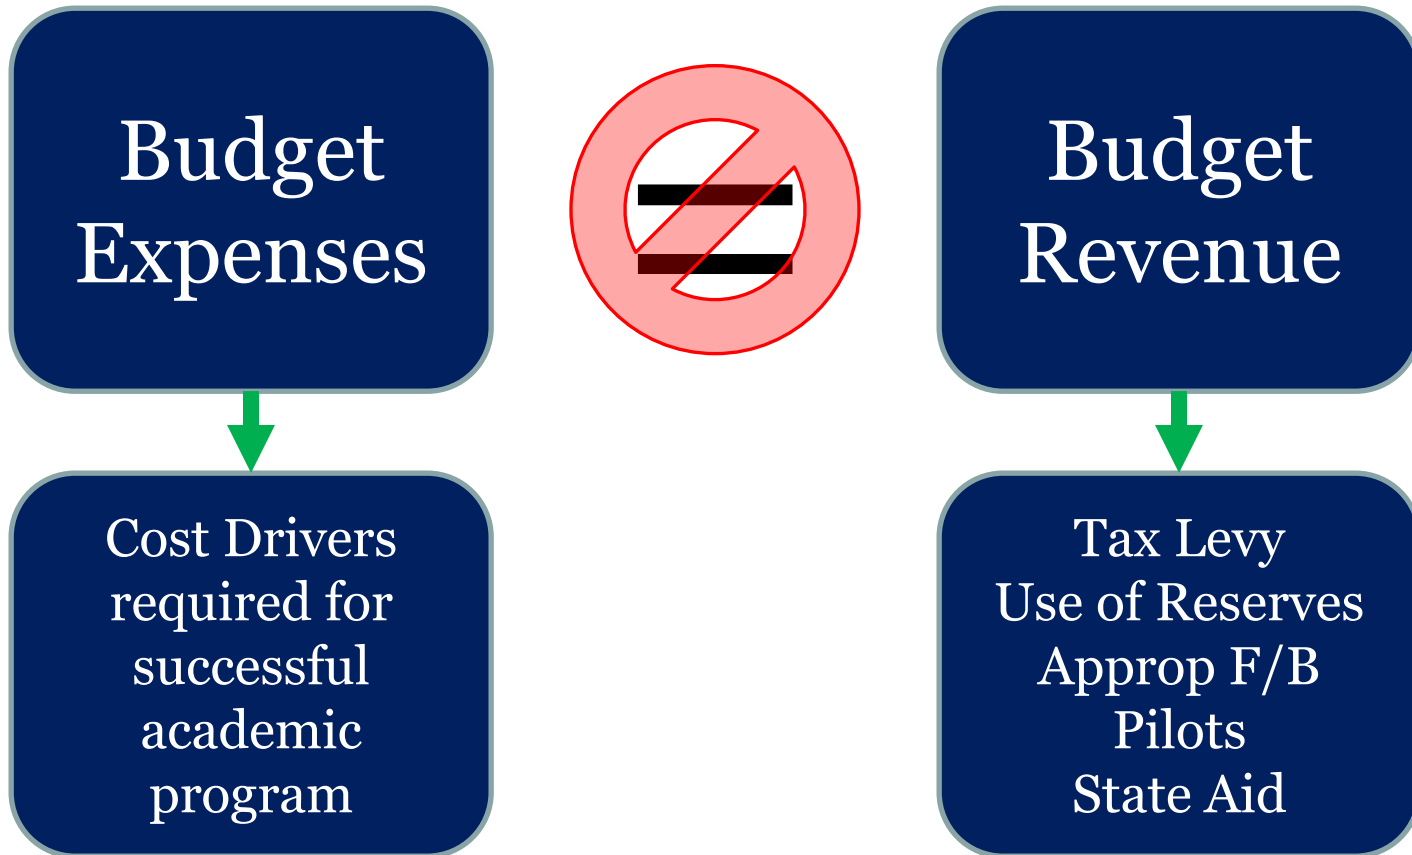 Budget
Expenses
=
Budget
Revenue
Cost Drivers
required for
successful
academic
program
Tax Levy
Use of Reserves
Approp F/B
Pilots
State Aid